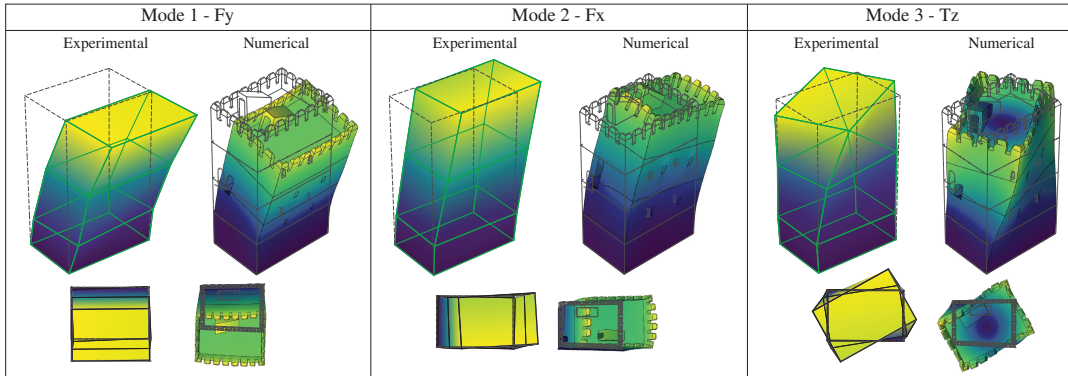 Mode 1 - Fy
Mode 2 - Fx
Mode 3 - Tz
Experimental
Numerical
Experimental
Numerical
Experimental
Numerical